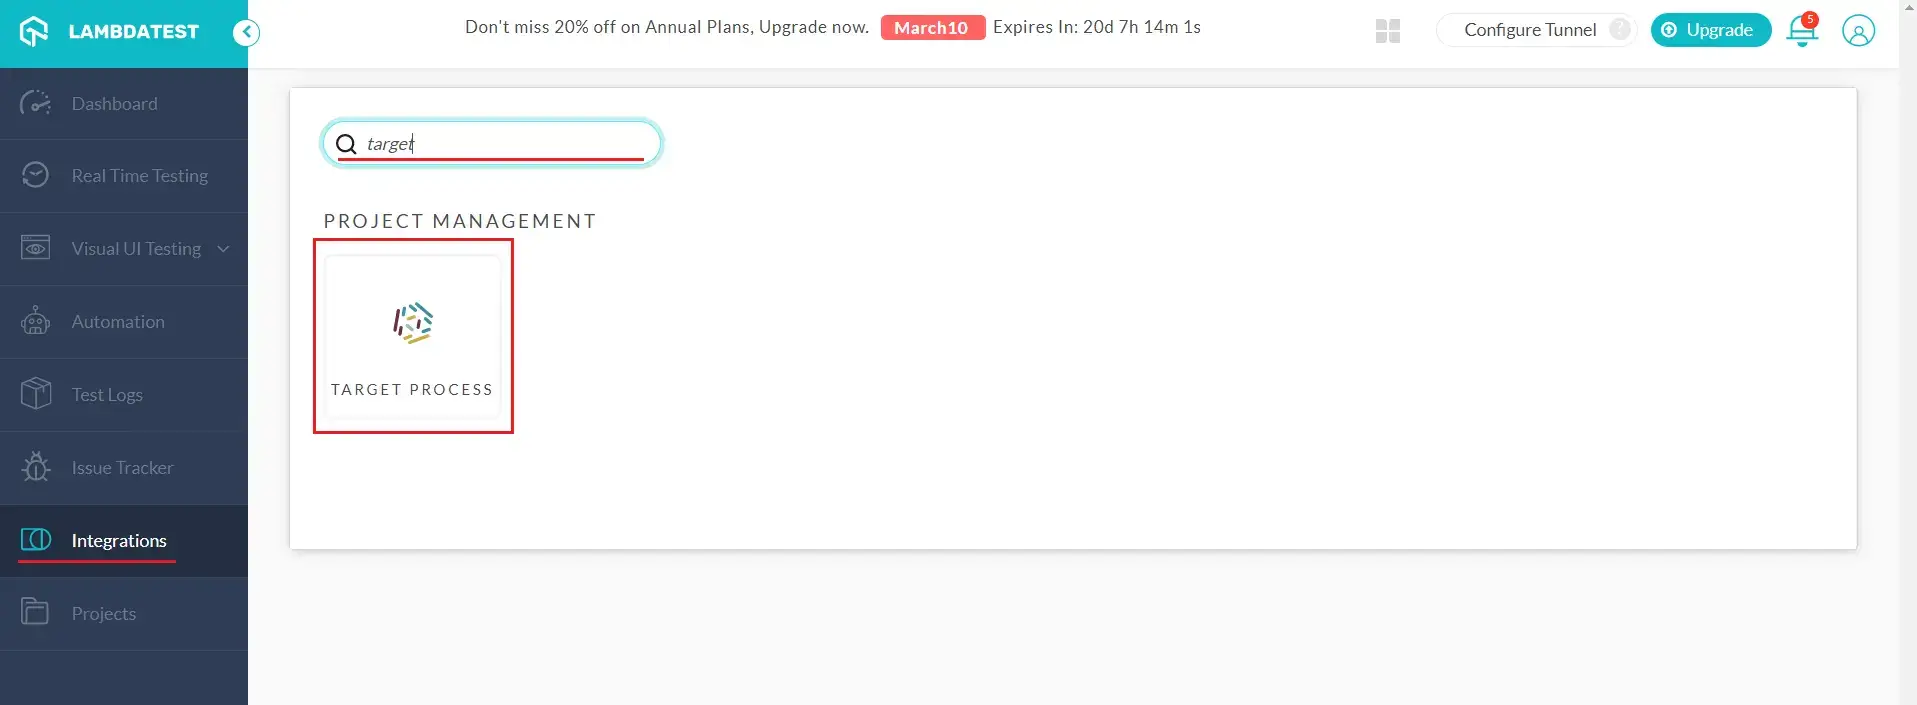 LAMBDATEST
Don't miss 20% off on Annual Plans, Upgrade now. March10 Expires In: 20d 7h 14m 1s
Configure Tunnel ?
Upgrade
5
Dashboard
Real Time Testing
Visual UI Testing
Automation
Test Logs
Issue Tracker
Integrations
Projects
target
PROJECT MANAGEMENT
TARGET PROCESS